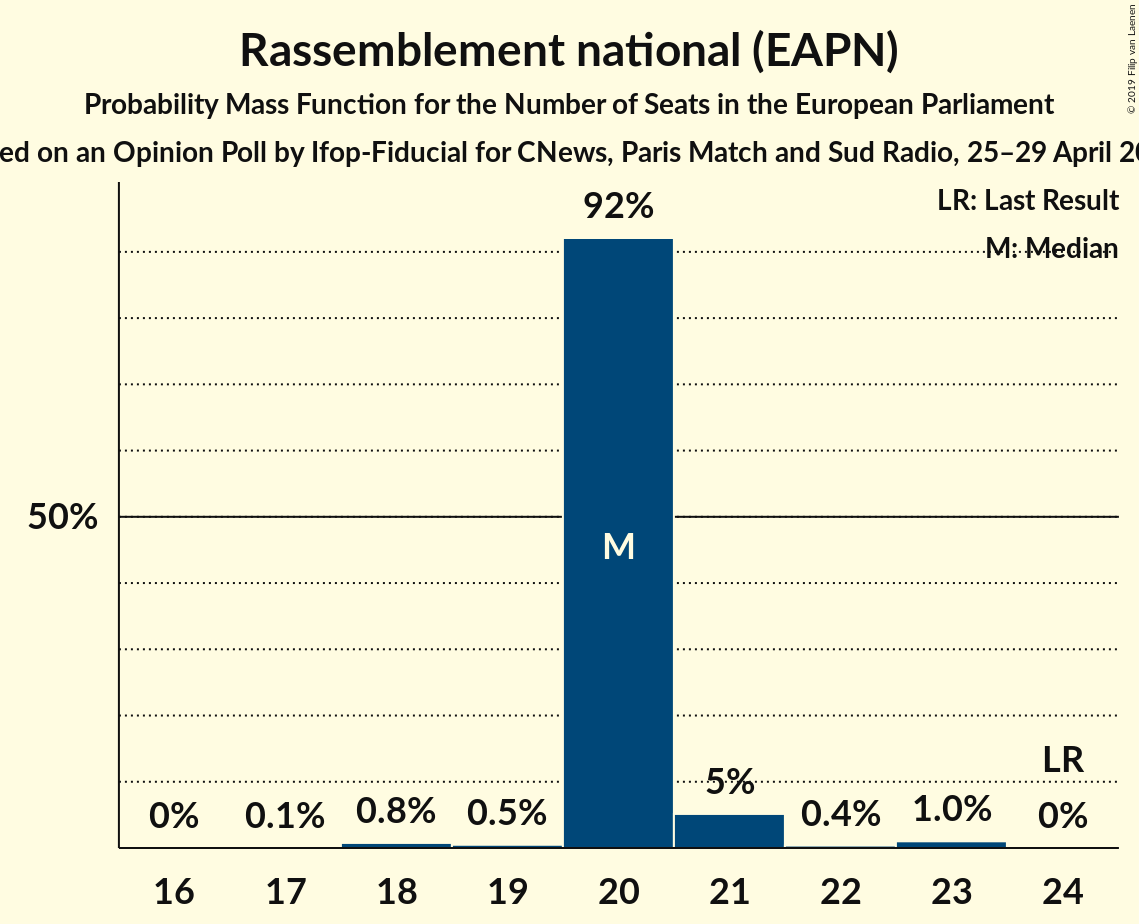 Rassemblement national (EAPN)
Probability Mass Function for the Number of Seats in the European Parliament
ed on an Opinion Poll by Ifop-Fiducial for CNews, Paris Match and Sud Radio, 25–29 April 20
© 2019 Filip van Laenen
LR: Last Result
M: Median
92%
50%
M
LR
0% 0.1% 0.8% 0.5% 5% 0.4% 1.0% 0%
16 17 18 19 20 21 22 23 24